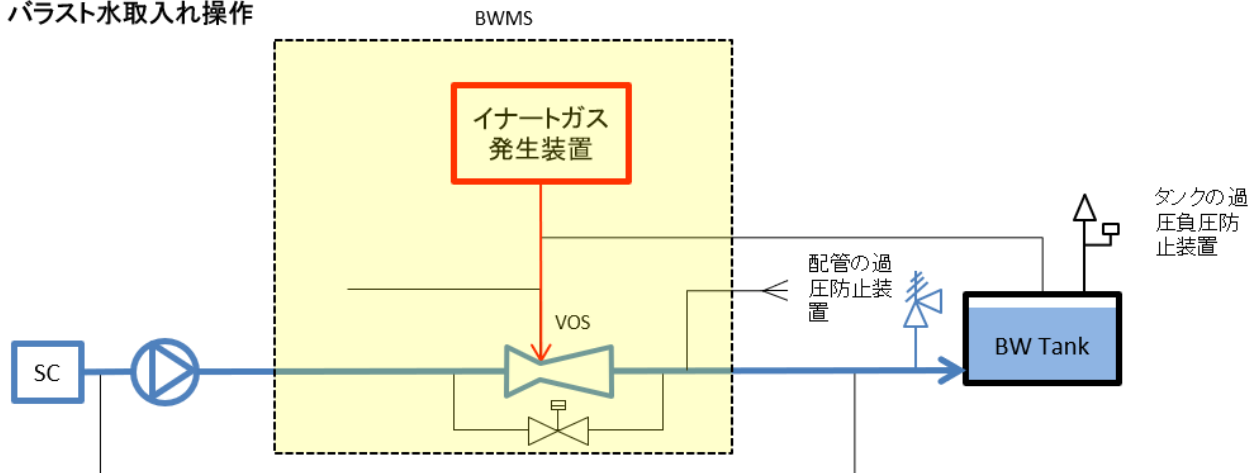 バラスト水取入れ操作
BWMS
イナートガス
発生装置
タンクの過
圧負圧防
止装置
配管の過
圧防止装
置
VOS
SC
BW Tank